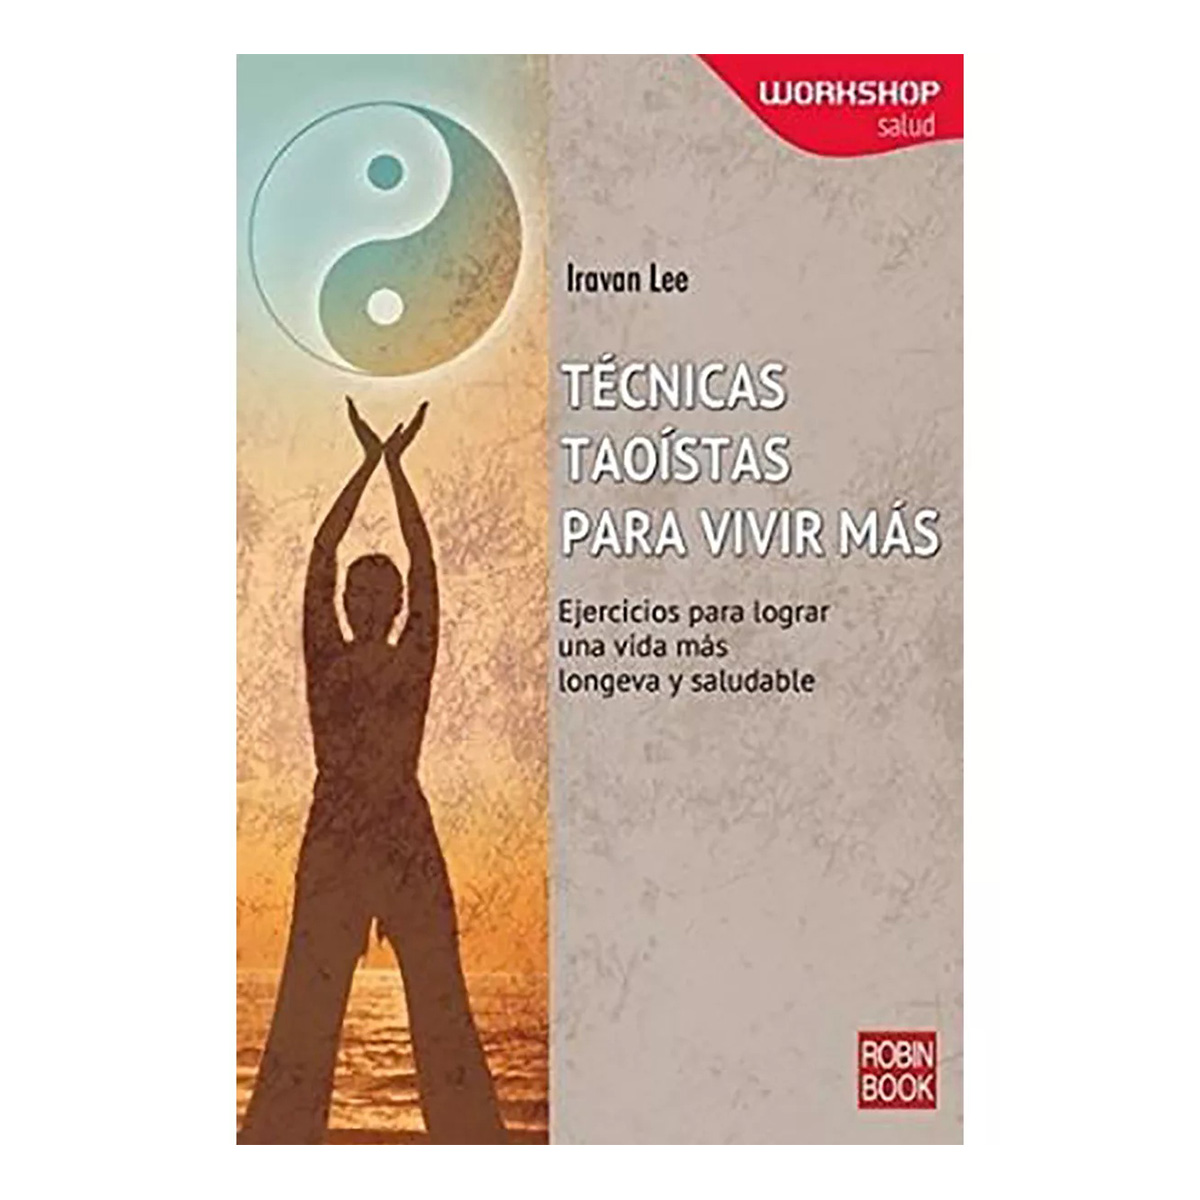 WORKSHOP
salud
Iravan Lee
TÉCNICAS
TAOÍSTAS
PARA VIVIR MÁS
Ejercicios para lograr
una vida más
longeva y saludable
ROBIN
BOOK